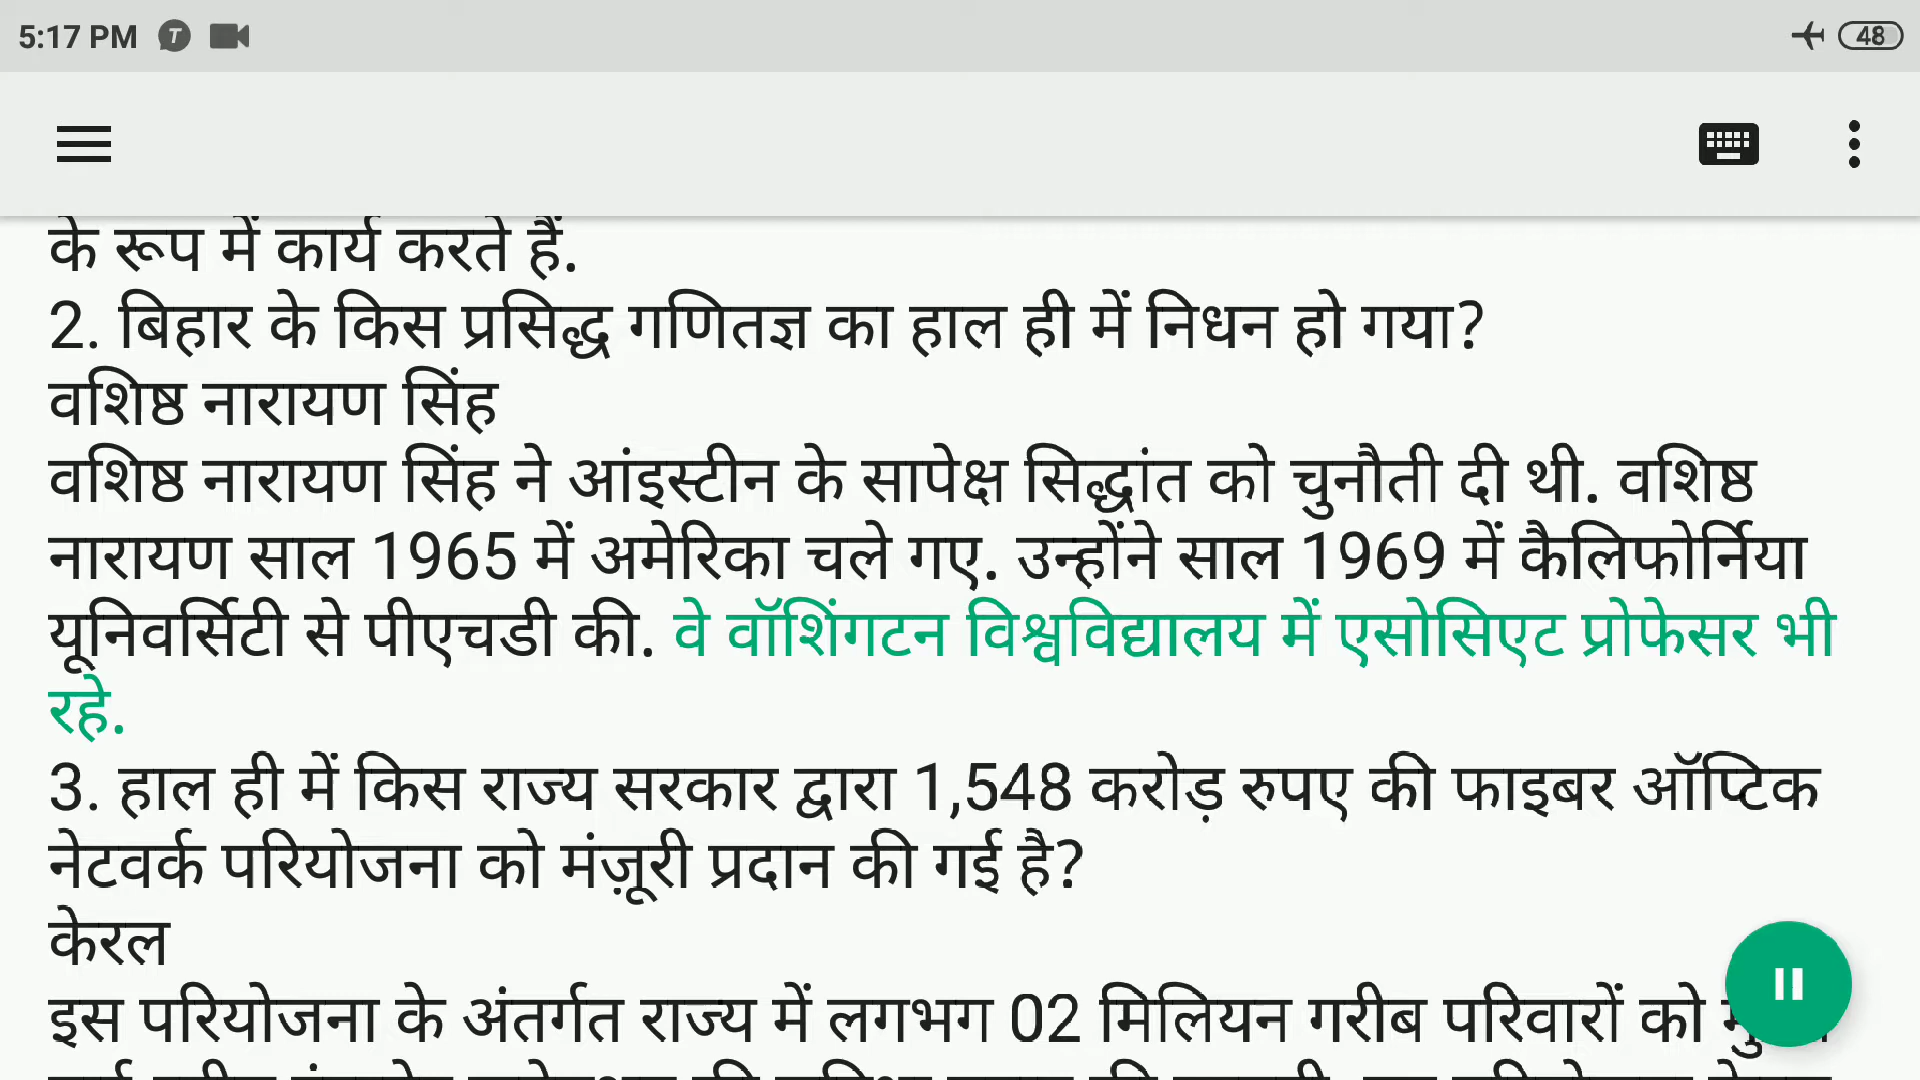 5:17 PM
48
के रूप में कार्य करते हैं.
2. बिहार के किस प्रसिद्ध गणितज्ञ का हाल ही में निधन हो गया?
वशिष्ठ नारायण सिंह
वशिष्ठ नारायण सिंह ने आंइस्टीन के सापेक्ष सिद्धांत को चुनौती दी थी. वशिष्ठ
नारायण साल 1965 में अमेरिका चले गए. उन्होंने साल 1969 में कैलिफोर्निया
यूनिवर्सिटी से पीएचडी की. वे वॉशिंगटन विश्वविद्यालय में एसोसिएट प्रोफेसर भी
रहे.
3. हाल ही में किस राज्य सरकार द्वारा 1,548 करोड़ रुपए की फाइबर ऑप्टिक
नेटवर्क परियोजना को मंज़ूरी प्रदान की गई है?
केरल
इस परियोजना के अंतर्गत राज्य में लगभग 02 मिलियन गरीब परिवारों को